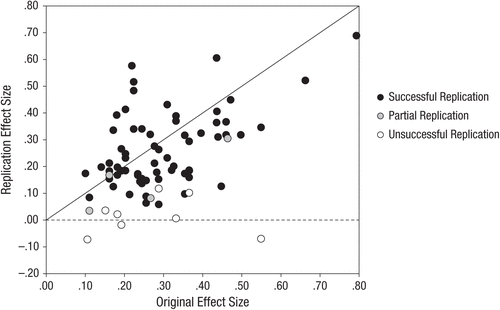 .80
.70
.60
.50
.40
.30
.20
.10
.00
–.10
–.20
Replication Effect Size
.00 .10 .20 .30 .40 .50 .60 .70 .80
Original Effect Size
Successful Replication
Partial Replication
Unsuccessful Replication